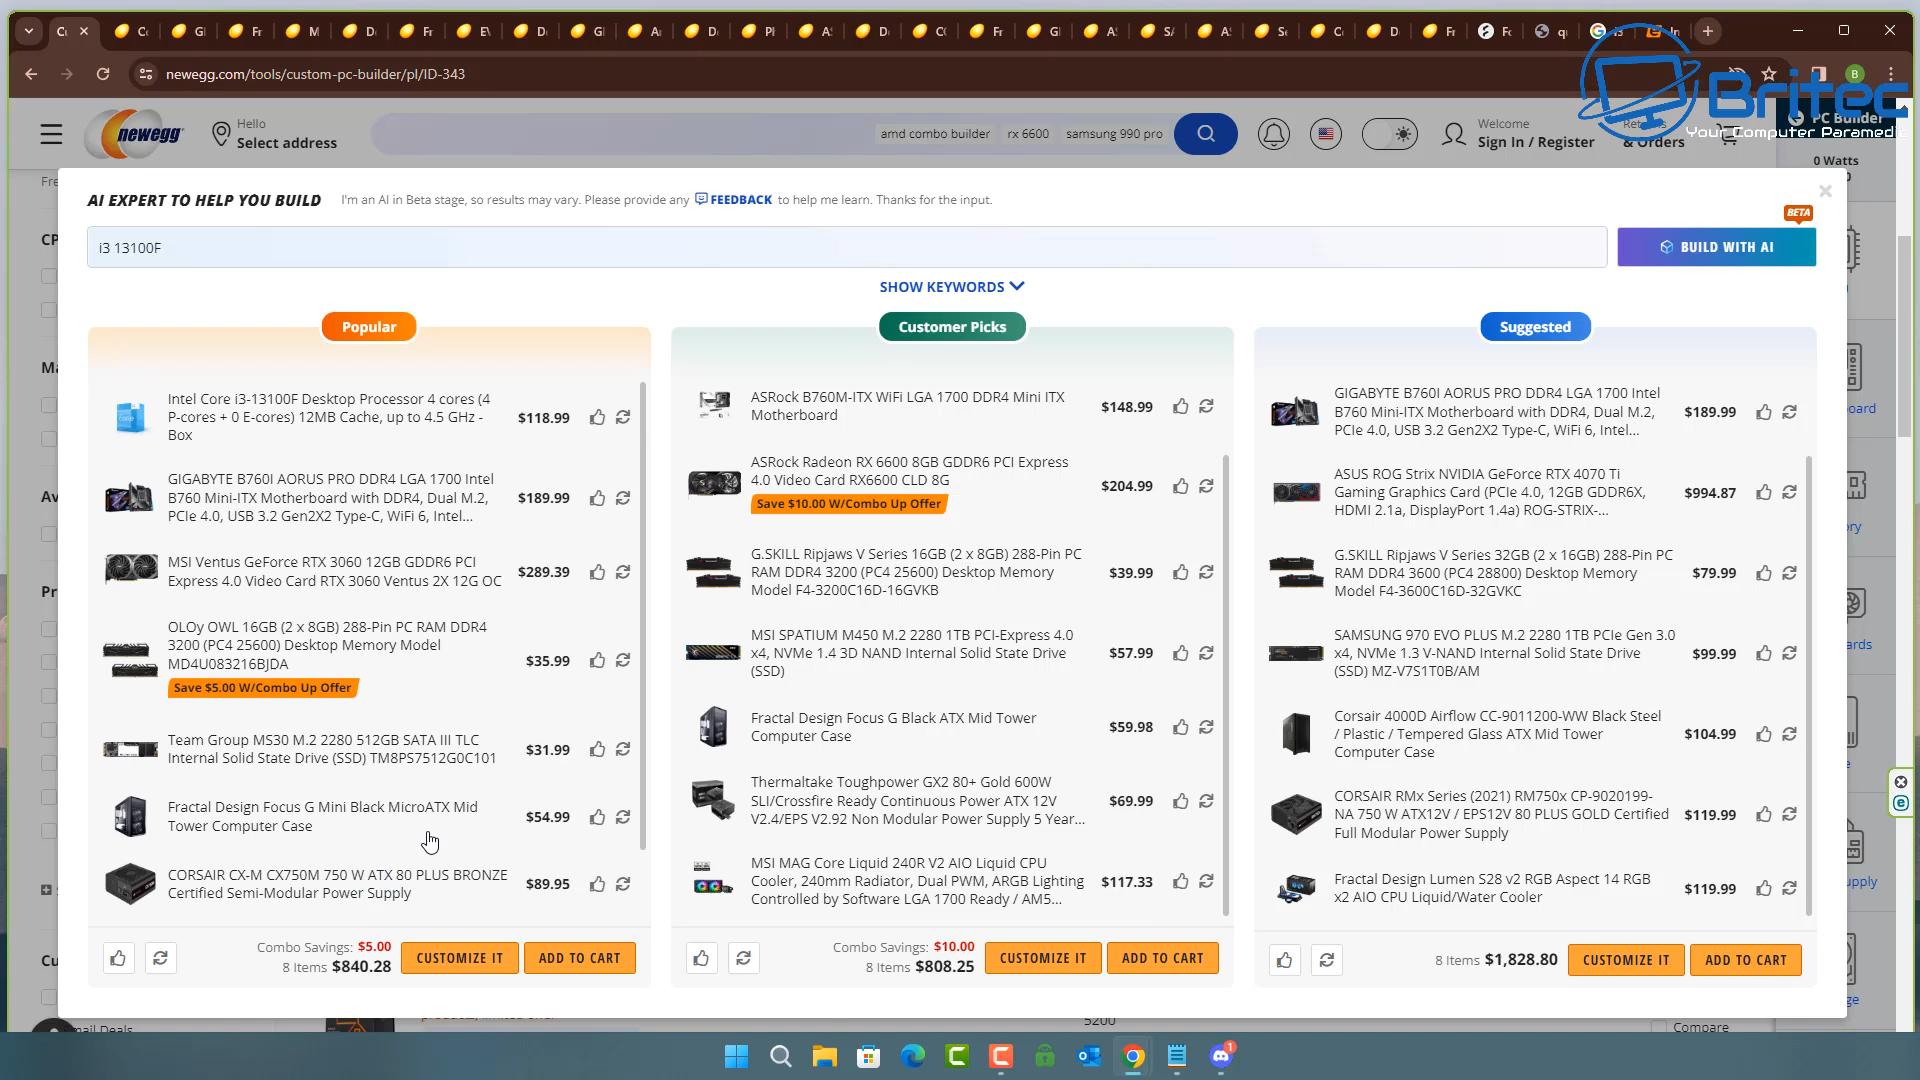 newegg.com/tools/custom-pc-builder/pl/ID-343
B
Britec
Your Computer Paramedic
newegg
Hello
Select address
amd combo builder
rx 6600
samsung 990 pro
Welcome
Sign In / Register
& Orders
PC Builder
0 Watts
AI EXPERT TO HELP YOU BUILD
I'm an AI in Beta stage, so results may vary. Please provide any FEEDBACK to help me learn. Thanks for the input.
BETA
i3 13100F
BUILD WITH AI
SHOW KEYWORDS
Popular
Intel Core i3-13100F Desktop Processor 4 cores (4
P-cores + 0 E-cores) 12MB Cache, up to 4.5 GHz -
Box
$118.99
GIGABYTE B760I AORUS PRO DDR4 LGA 1700 Intel
B760 Mini-ITX Motherboard with DDR4, Dual M.2,
PCIe 4.0, USB 3.2 Gen2X2 Type-C, WiFi 6, Intel...
$189.99
MSI Ventus GeForce RTX 3060 12GB GDDR6 PCI
Express 4.0 Video Card RTX 3060 Ventus 2X 12G OC
$289.39
OLOy OWL 16GB (2 x 8GB) 288-Pin PC RAM DDR4
3200 (PC4 25600) Desktop Memory Model
MD4U083216BJDA
$35.99
Save $5.00 W/Combo Up Offer
Team Group MS30 M.2 2280 512GB SATA III TLC
Internal Solid State Drive (SSD) TM8PS7512G0C101
$31.99
Fractal Design Focus G Mini Black MicroATX Mid
Tower Computer Case
$54.99
CORSAIR CX-M CX750M 750 W ATX 80 PLUS BRONZE
Certified Semi-Modular Power Supply
$89.95
Combo Savings: $5.00
8 Items $840.28
CUSTOMIZE IT
ADD TO CART
Customer Picks
ASRock B760M-ITX WiFi LGA 1700 DDR4 Mini ITX
Motherboard
$148.99
ASRock Radeon RX 6600 8GB GDDR6 PCI Express
4.0 Video Card RX6600 CLD 8G
$204.99
Save $10.00 W/Combo Up Offer
G.SKILL Ripjaws V Series 16GB (2 x 8GB) 288-Pin PC
RAM DDR4 3200 (PC4 25600) Desktop Memory
Model F4-3200C16D-16GVKB
$39.99
MSI SPATIUM M450 M.2 2280 1TB PCI-Express 4.0
x4, NVMe 1.4 3D NAND Internal Solid State Drive
(SSD)
$57.99
Fractal Design Focus G Black ATX Mid Tower
Computer Case
$59.98
Thermaltake Toughpower GX2 80+ Gold 600W
SLI/Crossfire Ready Continuous Power ATX 12V
V2.4/EPS V2.92 Non Modular Power Supply 5 Year...
$69.99
MSI MAG Core Liquid 240R V2 AIO Liquid CPU
Cooler, 240mm Radiator, Dual PWM, ARGB Lighting
Controlled by Software LGA 1700 Ready / AM5...
$117.33
Combo Savings: $10.00
8 Items $808.25
CUSTOMIZE IT
ADD TO CART
Suggested
GIGABYTE B760I AORUS PRO DDR4 LGA 1700 Intel
B760 Mini-ITX Motherboard with DDR4, Dual M.2,
PCIe 4.0, USB 3.2 Gen2X2 Type-C, WiFi 6, Intel...
$189.99
ASUS ROG Strix NVIDIA GeForce RTX 4070 Ti
Gaming Graphics Card (PCIe 4.0, 12GB GDDR6X,
HDMI 2.1a, DisplayPort 1.4a) ROG-STRIX-...
$994.87
G.SKILL Ripjaws V Series 32GB (2 x 16GB) 288-Pin PC
RAM DDR4 3600 (PC4 28800) Desktop Memory
Model F4-3600C16D-32GVKC
$79.99
SAMSUNG 970 EVO PLUS M.2 2280 1TB PCIe Gen 3.0
x4, NVMe 1.3 V-NAND Internal Solid State Drive
(SSD) MZ-V7S1T0B/AM
$99.99
Corsair 4000D Airflow CC-9011200-WW Black Steel
/ Plastic / Tempered Glass ATX Mid Tower
Computer Case
$104.99
CORSAIR RMx Series (2021) RM750x CP-9020199-
NA 750 W ATX12V / EPS12V 80 PLUS GOLD Certified
Full Modular Power Supply
$119.99
Fractal Design Lumen S28 v2 RGB Aspect 14 RGB
x2 AIO CPU Liquid/Water Cooler
$119.99
8 Items $1,828.80
CUSTOMIZE IT
ADD TO CART
5200
Compare
1